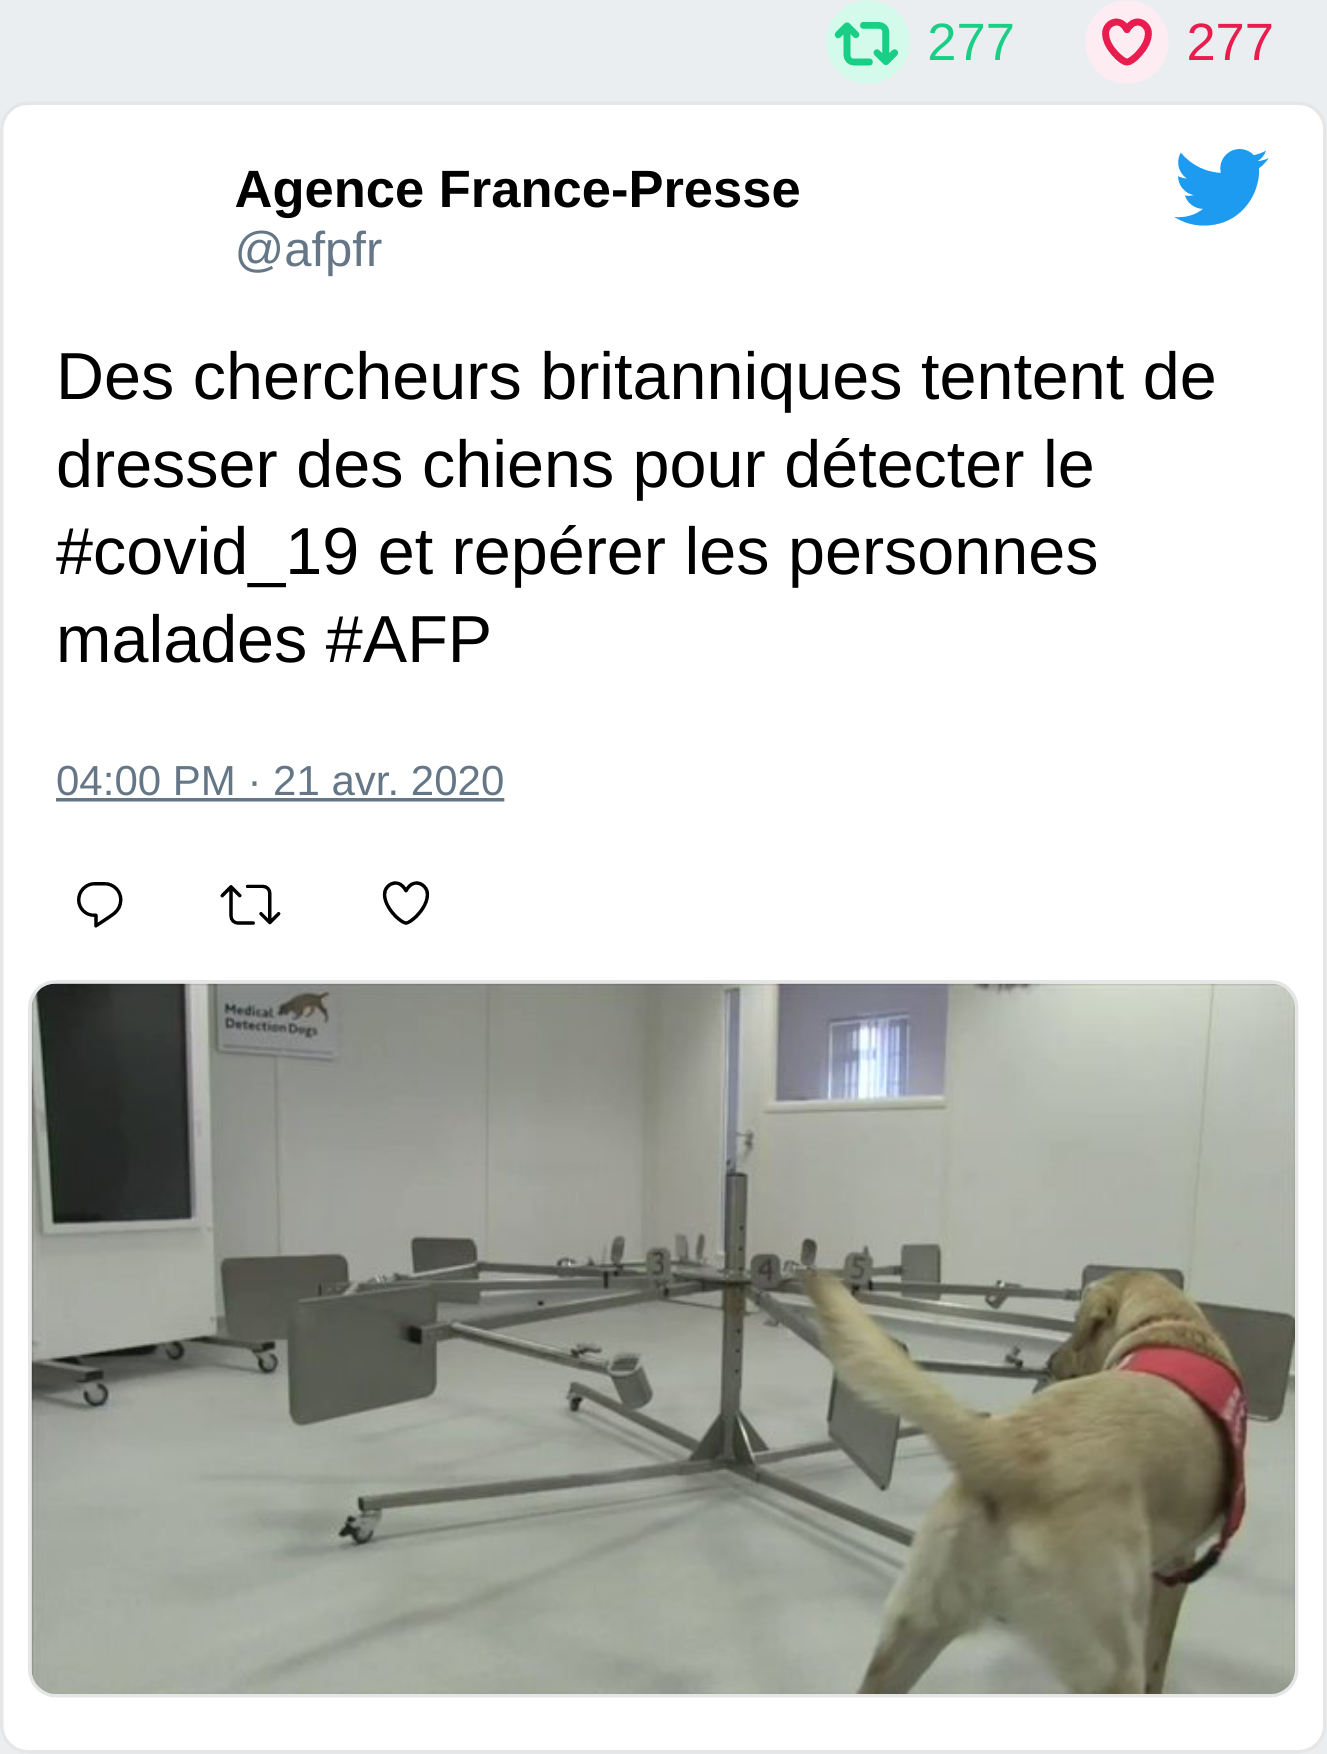 277 277
Agence France-Presse
@afpfr
Des chercheurs britanniques tentent de
dresser des chiens pour détecter le
#covid_19 et repérer les personnes
malades #AFP
04:00 PM · 21 avr. 2020
Medical
Detection Dogs
3 4 5